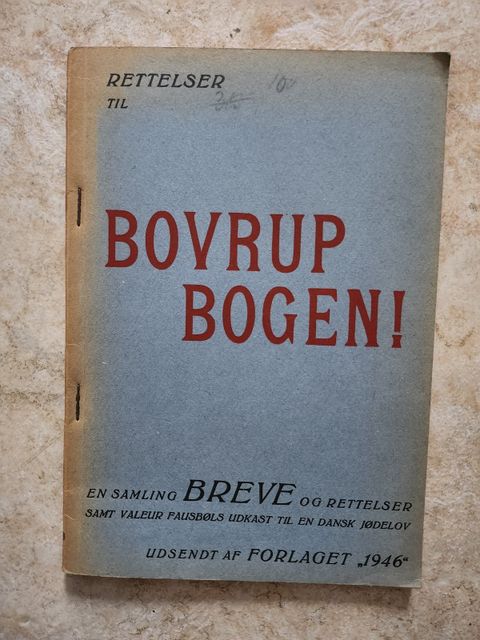 RETTELSER
TIL
BOVRUP
BOGEN!
EN SAMLING BREVE OG RETTELSER
SAMT VALEUR FAUSBØLS UDKAST TIL EN DANSK JØDELOV
UDSENDT AF FORLAGET „1946“